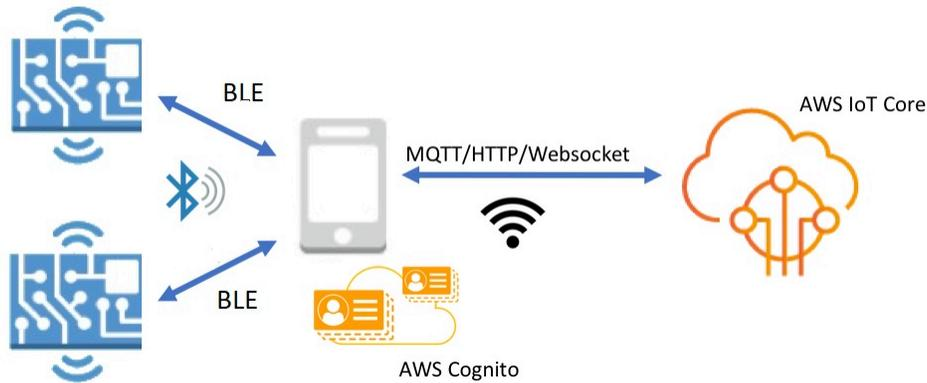 BLE
AWS IoT Core
MQTT/HTTP/Websocket
BLE
AWS Cognito